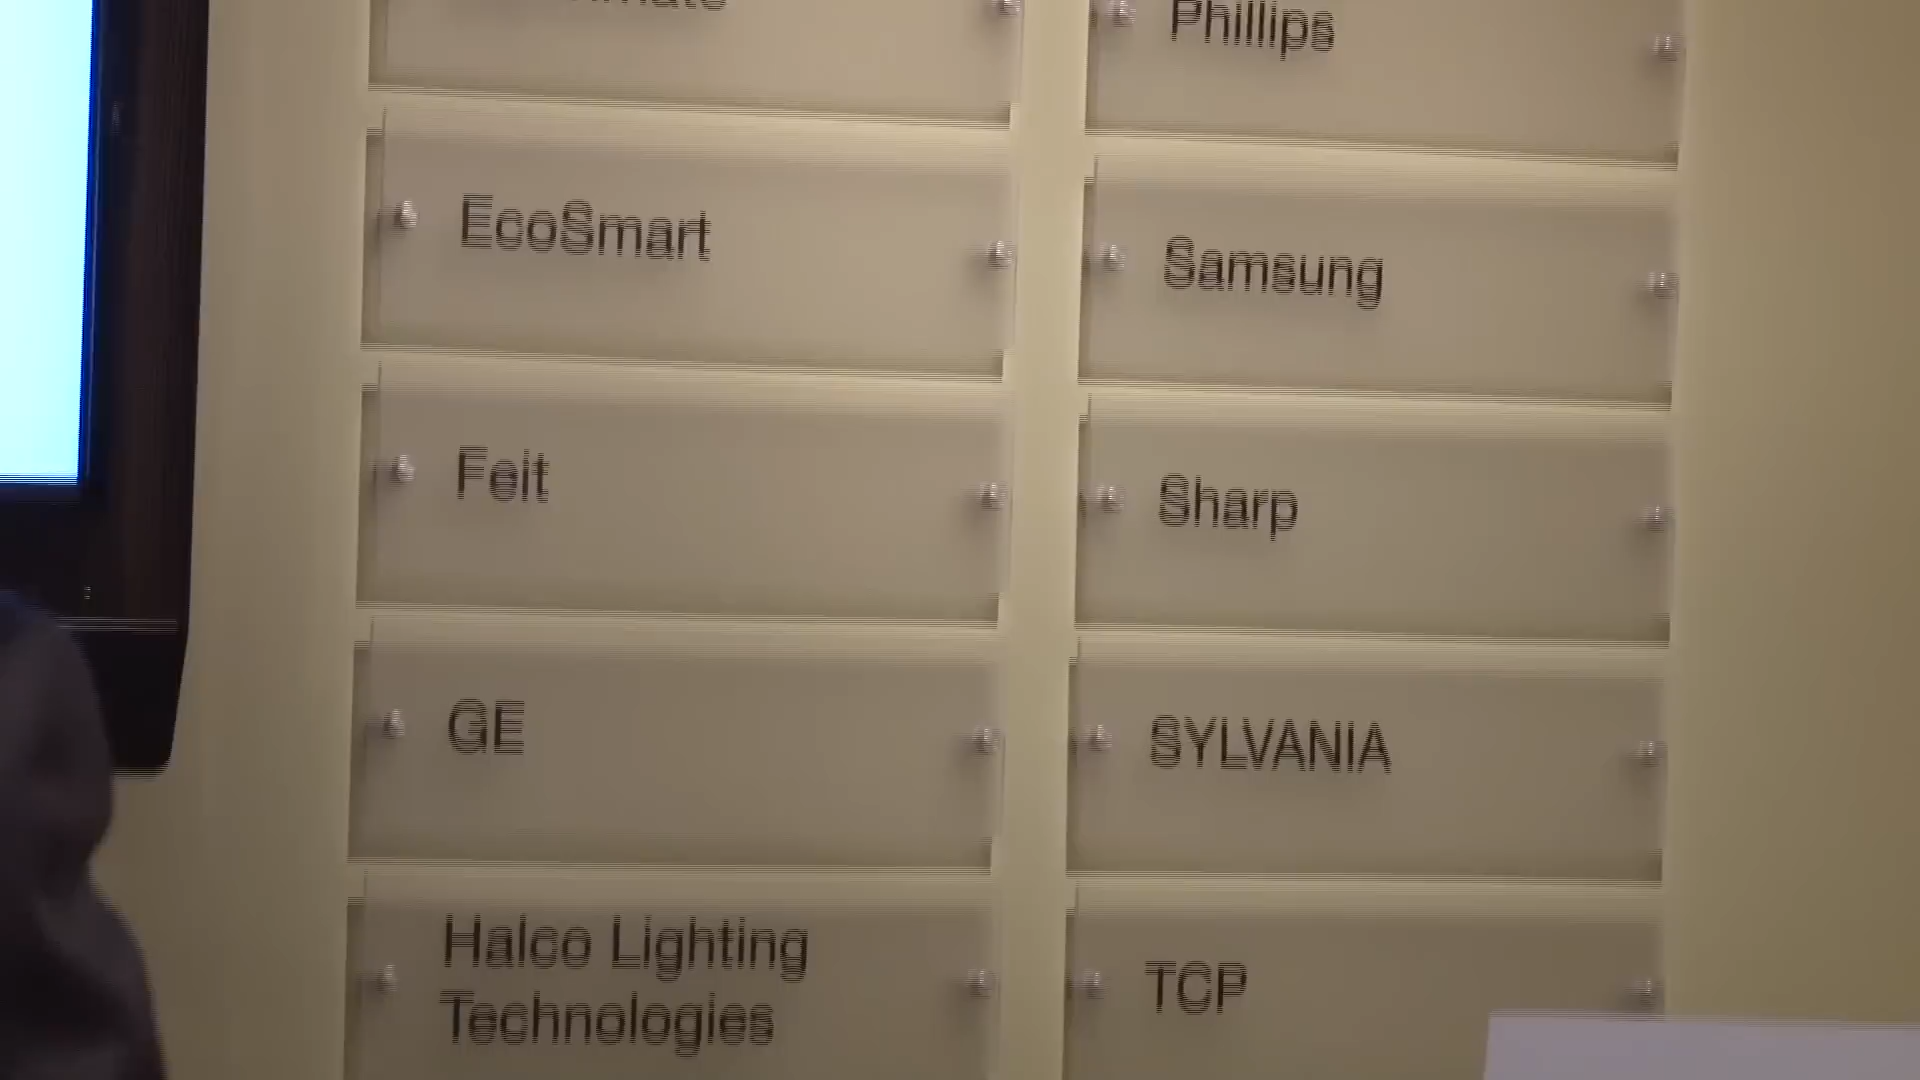 Phillips
EcoSmart
Samsung
Feit
Sharp
GE
SYLVANIA
Halco Lighting
Technologies
TCP